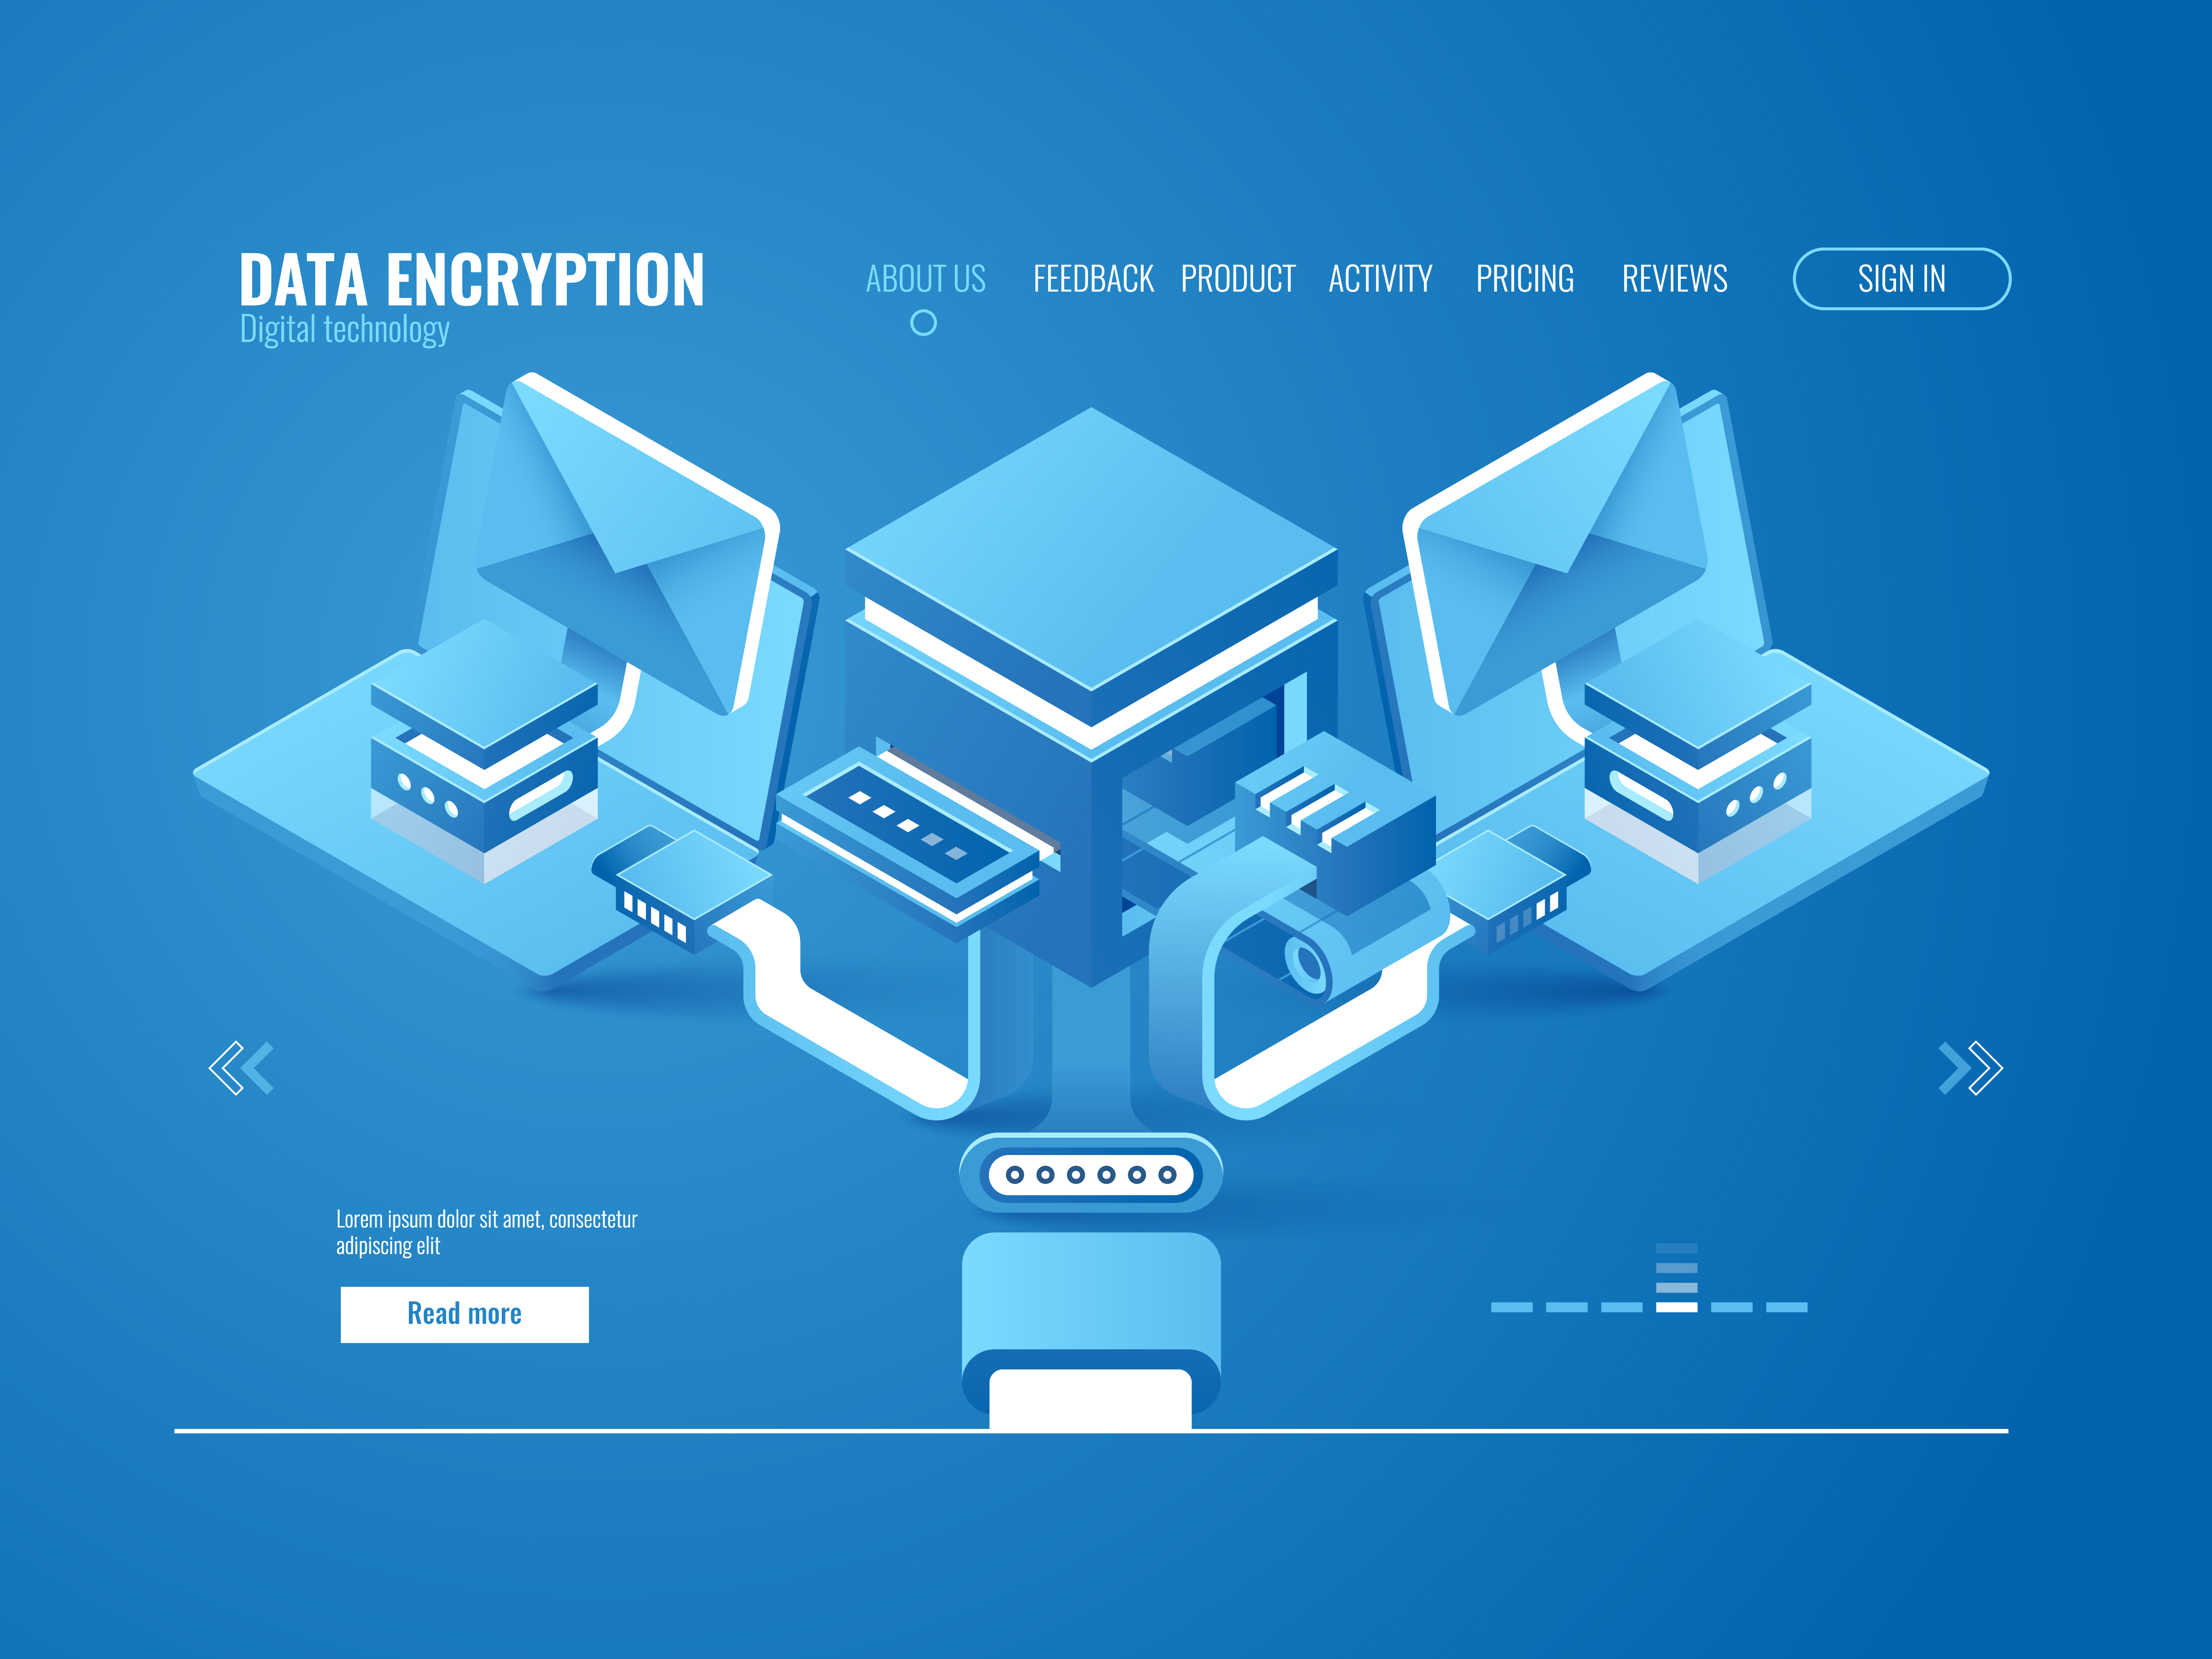 DATA ENCRYPTION
Digital technology
ABOUT US FEEDBACK PRODUCT ACTIVITY PRICING REVIEWS SIGN IN
Lorem ipsum dolor sit amet, consectetur
adipiscing elit
Read more